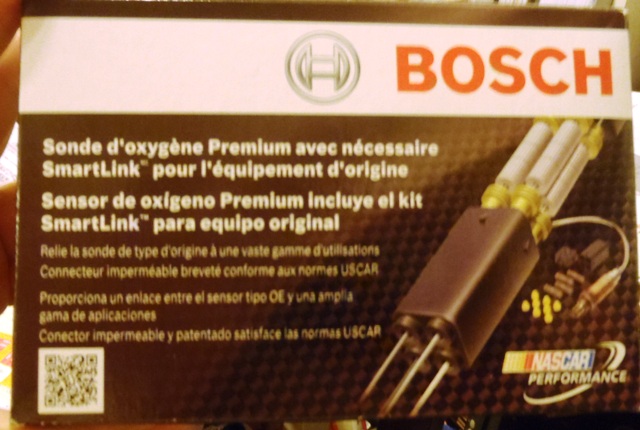 BOSCH
Sonde d'oxygène Premium avec nécessaire
SmartLink™ pour l'équipement d'origine
Sensor de oxígeno Premium incluye el kit
SmartLink™ para equipo original
Relie la sonde de type d'origine à une vaste gamme d'utilisations
Connecteur imperméable breveté conforme aux normes USCAR
Proporciona un enlace entre el sensor tipo OE y una amplia
gama de aplicaciones
Conector impermeable y patentado satisface las normas USCAR
NASCAR
PERFORMANCE